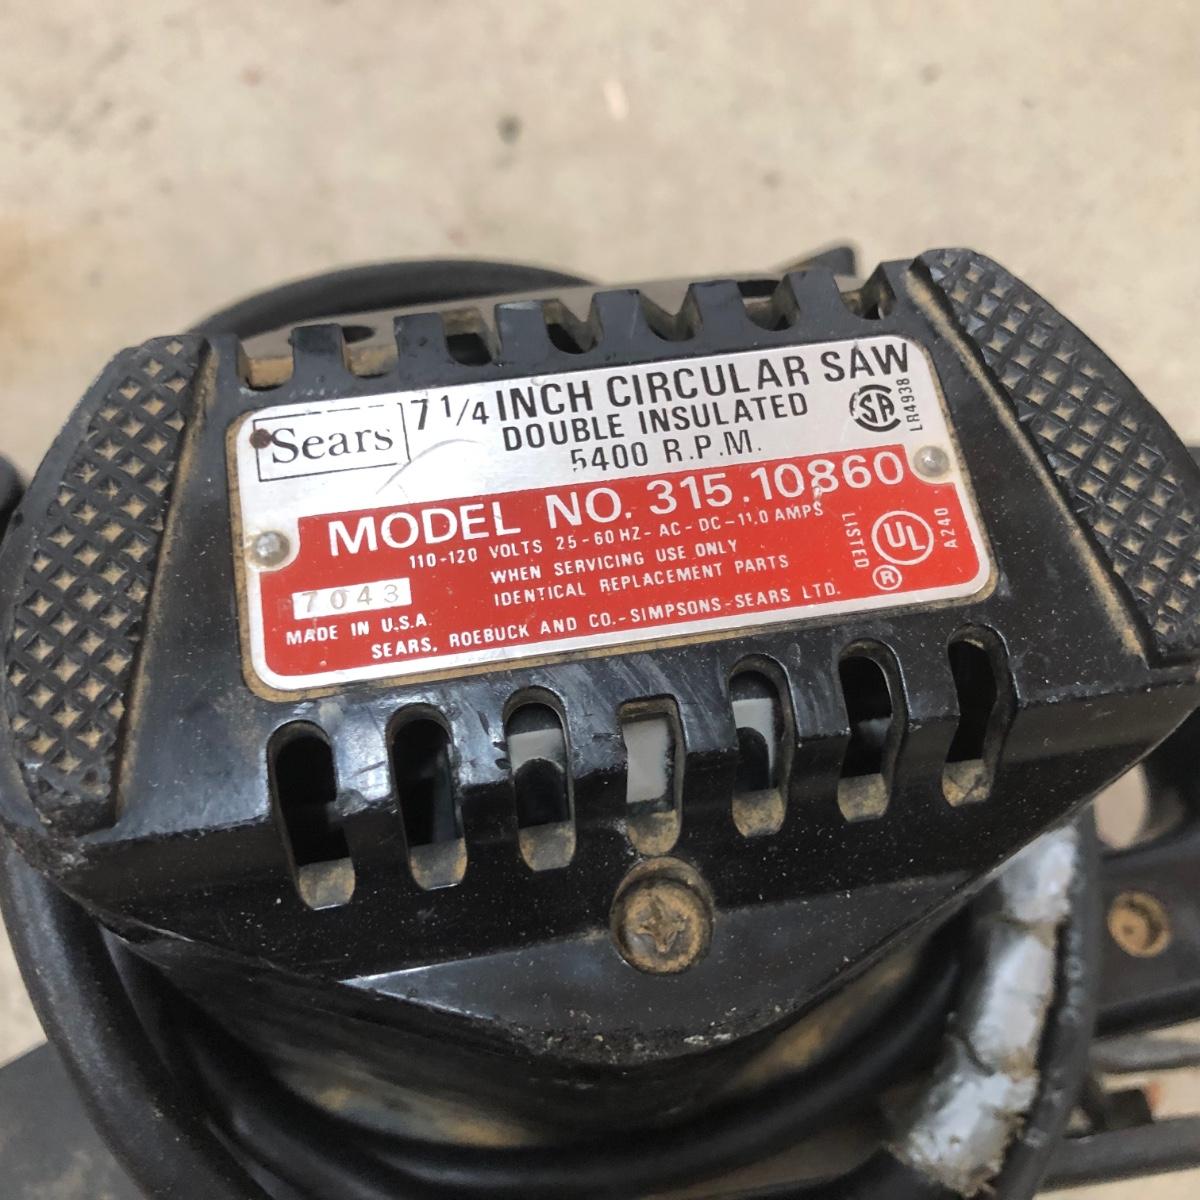 Sears
7 1/4 INCH CIRCULAR SAW
DOUBLE INSULATED
5400 R.P.M.
SA
LR4938
MODEL NO. 315.10860
110-120 VOLTS 25-60 HZ-AC-DC-11.0 AMPS
WHEN SERVICING USE ONLY
IDENTICAL REPLACEMENT PARTS
7043
MADE IN U.S.A.
SEARS, ROEBUCK AND CO.-SIMPSONS-SEARS LTD.
LISTED
UL
®
A240